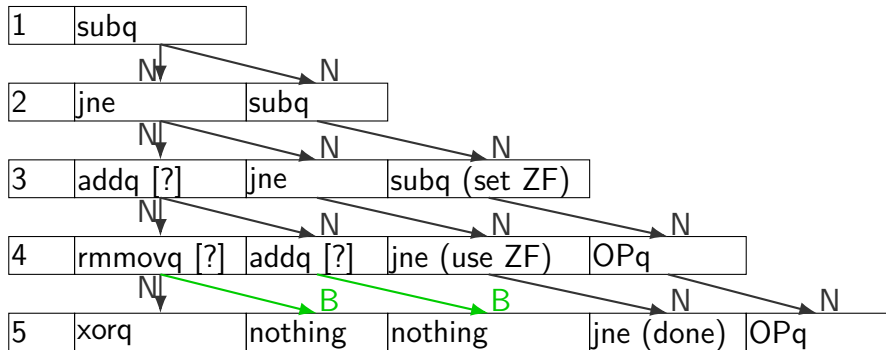 1 subq
N N
2 jne subq
N N N
3 addq [?] jne subq (set ZF)
N N N N
4 rmmovq [?] addq [?] jne (use ZF) OPq
N B B N N
5 xorq nothing nothing jne (done) OPq